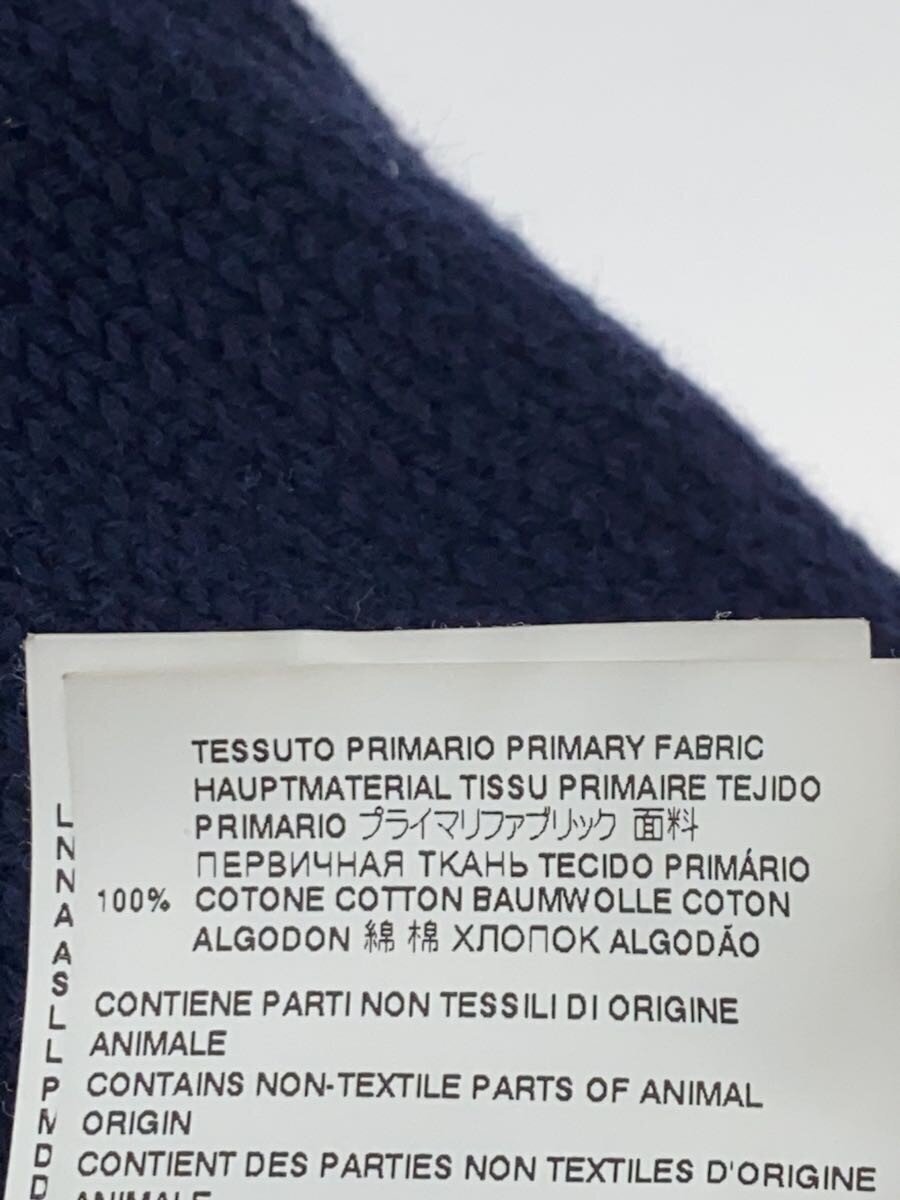 TESSUTO PRIMARIO PRIMARY FABRIC
HAUPTMATERIAL TISSU PRIMAIRE TEJIDO
PRIMARIO プライマリファブリック 面料
ПЕРВИЧНАЯ ТКАНЬ TECIDO PRIMÁRIO
100% COTONE COTTON BAUMWOLLE COTON
ALGODON 綿 棉 ХЛОПОК ALGODÃO
CONTIENE PARTI NON TESSILI DI ORIGINE
ANIMALE
CONTAINS NON-TEXTILE PARTS OF ANIMAL
ORIGIN
CONTIENT DES PARTIES NON TEXTILES D'ORIGINE
ANIMALE